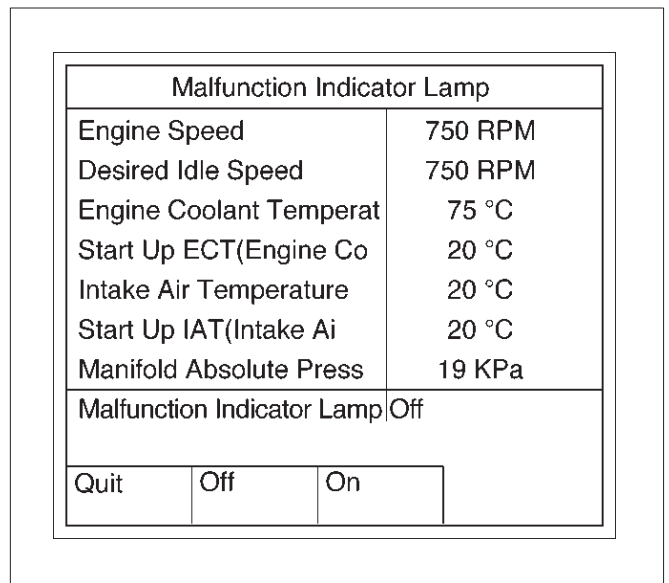 Malfunction Indicator Lamp
Engine Speed 750 RPM
Desired Idle Speed 750 RPM
Engine Coolant Temperat 75 °C
Start Up ECT(Engine Co 20 °C
Intake Air Temperature 20 °C
Start Up IAT(Intake Ai 20 °C
Manifold Absolute Press 19 KPa
Malfunction Indicator Lamp Off
Quit Off On